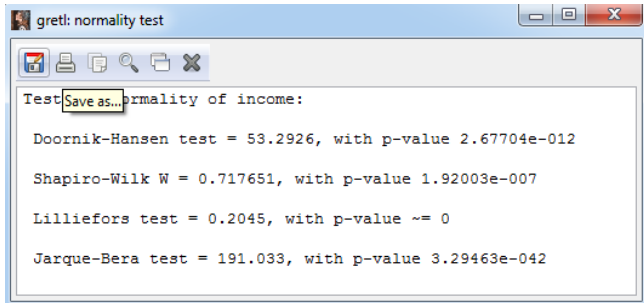 gretl: normality test
Save as...
Test ormality of income:
Doornik-Hansen test = 53.2926, with p-value 2.67704e-012
Shapiro-Wilk W = 0.717651, with p-value 1.92003e-007
Lilliefors test = 0.2045, with p-value ~= 0
Jarque-Bera test = 191.033, with p-value 3.29463e-042